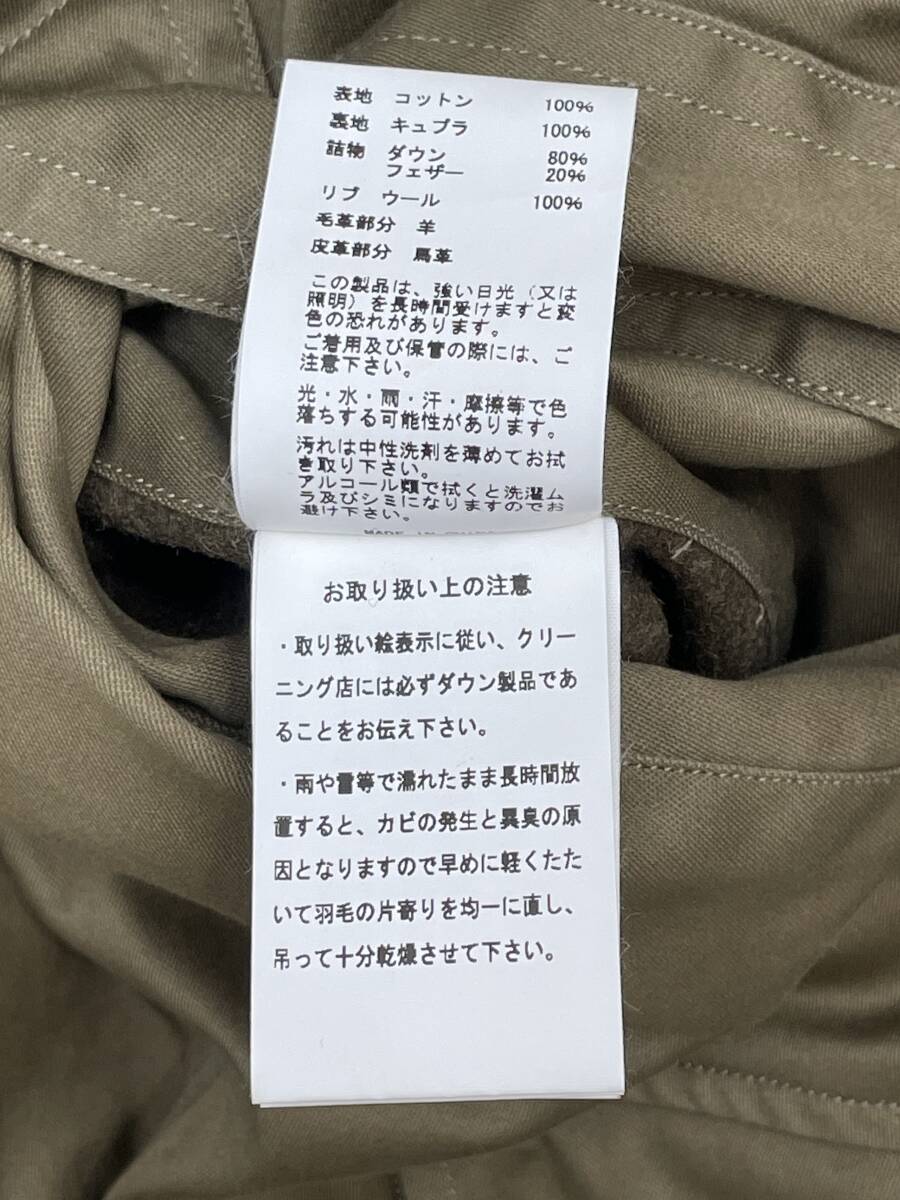 表地 コットン 100%
裏地 キュプラ 100%
詰物 ダウン 80%
フェザー 20%
リブ ウール 100%
毛革部分 羊
皮革部分 馬革
この製品は、強い日光(又は
照明)を長時間受けますと変
色の恐れがあります。
ご着用及び保管の際には、ご
注意下さい。
光・水・雨・汗・摩擦等で色
落ちする可能性があります。
汚れは中性洗剤を薄めてお拭
き取り下さい。
アルコール類で拭くと洗濯ム
ラ及びシミになりますのでお
避け下さい。
お取り扱い上の注意
・取り扱い絵表示に従い、クリー
ニング店には必ずダウン製品であ
ることをお伝え下さい。
・雨や雪等で濡れたまま長時間放
置すると、カビの発生と異臭の原
因となりますので早めに軽くたた
いて羽毛の片寄りを均一に直し、
吊って十分乾燥させて下さい。